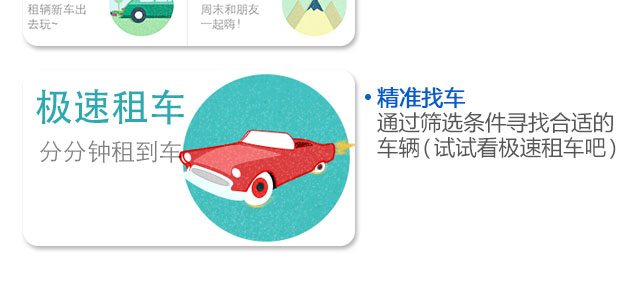 租辆新车出
去玩~
周末和朋友
一起嗨!
极速租车
分分钟租到车
• 精准找车
通过筛选条件寻找合适的
车辆(试试看极速租车吧)